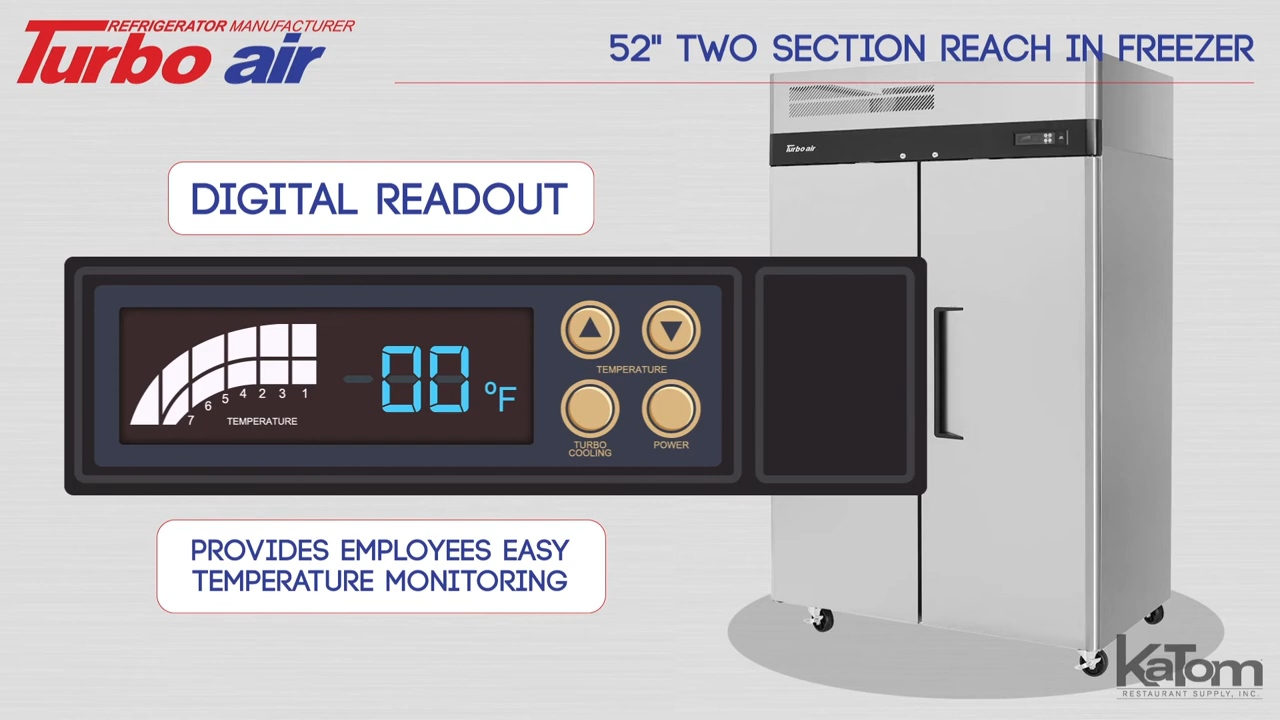 REFRIGERATOR MANUFACTURER
Turbo air
52" TWO SECTION REACH IN FREEZER
Turbo air
DIGITAL READOUT
00 °F
7 6 5 4 2 3 1
TEMPERATURE
TEMPERATURE
TURBO
COOLING
POWER
PROVIDES EMPLOYEES EASY
TEMPERATURE MONITORING
KaTom
RESTAURANT SUPPLY, INC.